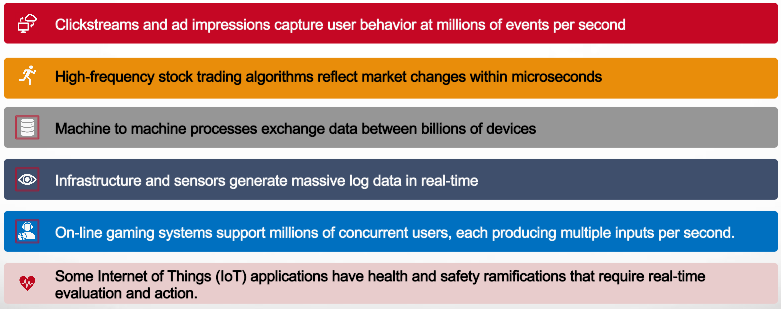 Clickstreams and ad impressions capture user behavior at millions of events per second
High-frequency stock trading algorithms reflect market changes within microseconds
Machine to machine processes exchange data between billions of devices
Infrastructure and sensors generate massive log data in real-time
On-line gaming systems support millions of concurrent users, each producing multiple inputs per second.
Some Internet of Things (IoT) applications have health and safety ramifications that require real-time
evaluation and action.